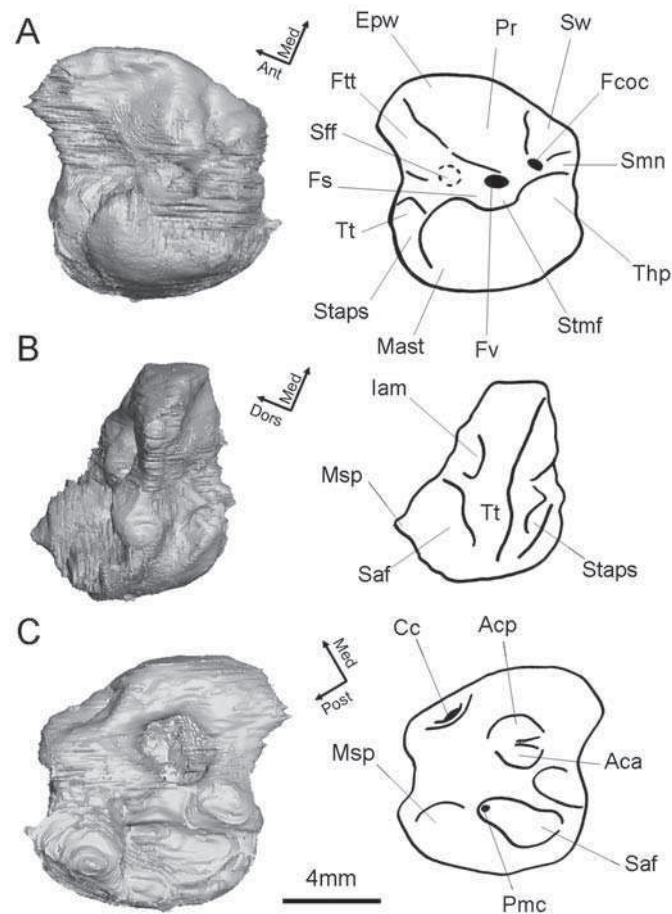 A
Med
Ant
Epw
Pr
Sw
Ftt
Fcoc
Sff
Smn
Fs
Tt
Thp
Staps
Stmf
Mast
Fv
B
Med
Dors
Iam
Msp
Tt
Saf
Staps
C
Med
Post
Cc
Acp
Msp
Aca
Saf
Pmc
4mm